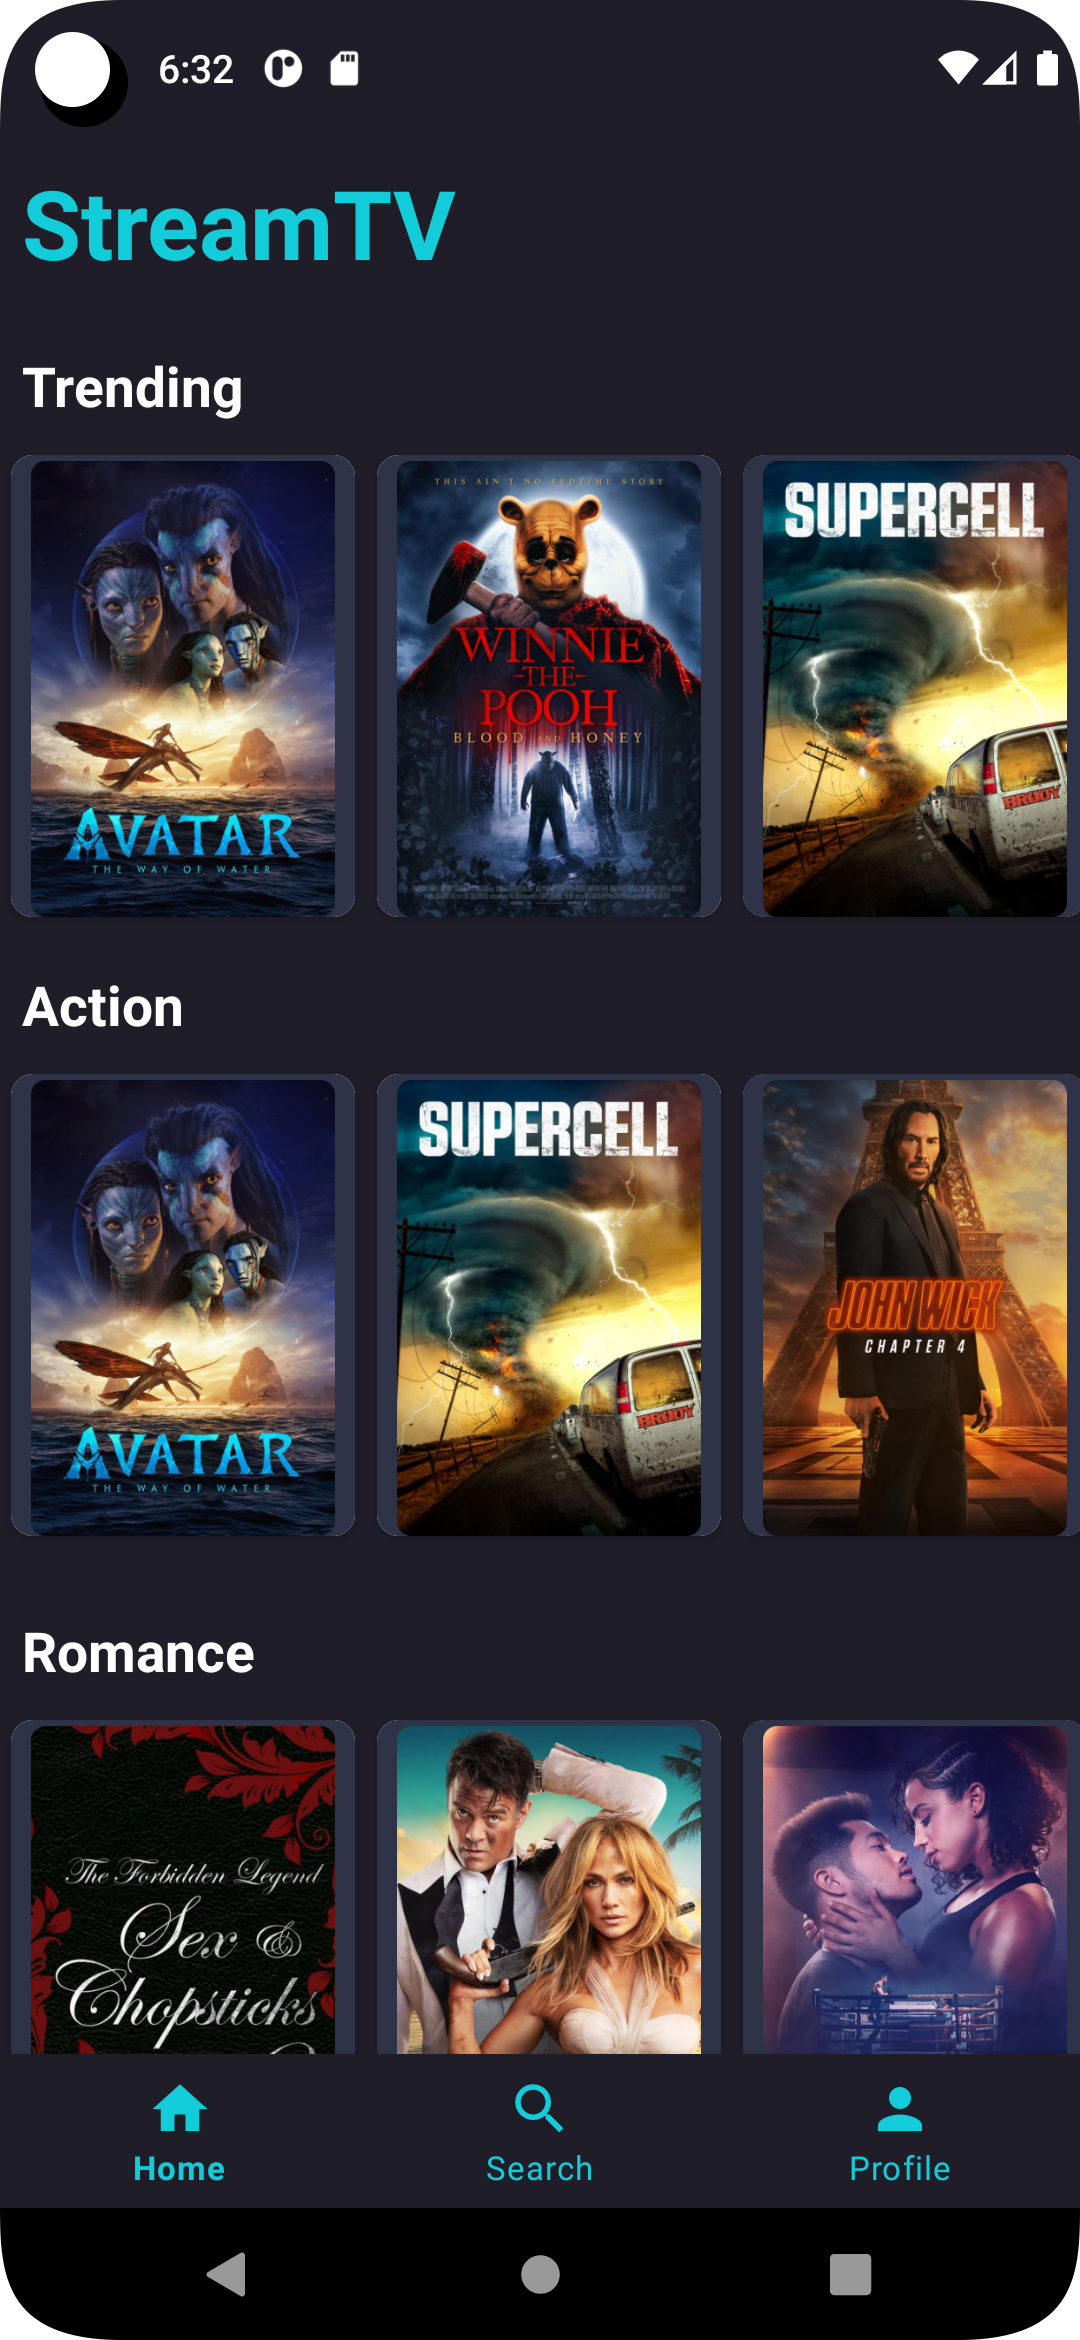 6:32
StreamTV
Trending
AVATAR
THE WAY OF WATER
THIS AIN'T NO BEDTIME STORY
WINNIE
-THE-
POOH
BLOOD AND HONEY
SUPERCELL
BRODY
Action
AVATAR
THE WAY OF WATER
SUPERCELL
BRODY
JOHN WICK
CHAPTER 4
Romance
The Forbidden Legend
Sex &
Chopsticks
Home
Search
Profile